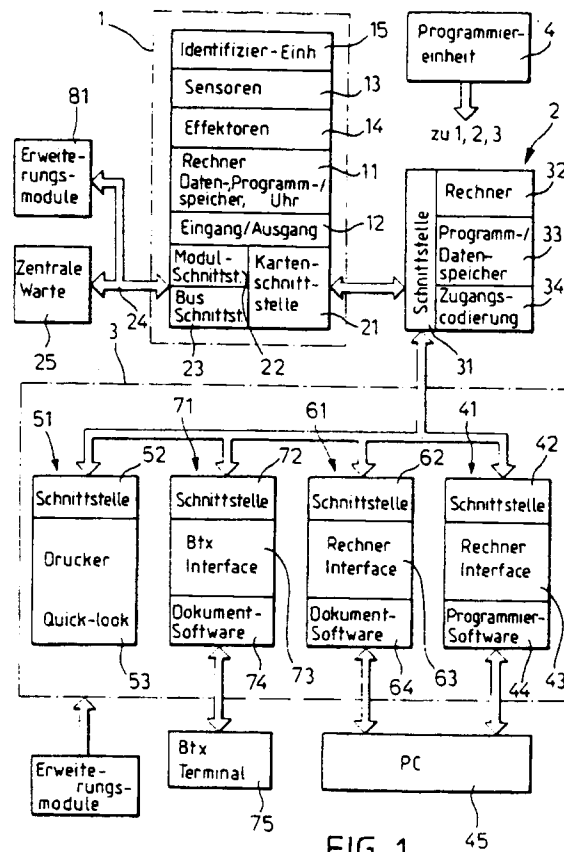 1
15
Identifizier-Einh
Sensoren
13
Effektoren
14
Rechner
Daten-,Programm-/
speicher, Uhr
11
Eingang/Ausgang
12
Modul-
Schnittst.
Bus
Schnittst.
Karten-
schnitt-
stelle
21
22
23
Programmier-
einheit
4
zu 1, 2, 3
2
81
Erweite-
rungs-
module
Zentrale
Warte
24
25
Schnittstelle
Rechner
32
Programm-/
Daten-
speicher
33
Zugangs-
codierung
34
31
3
51
52
Schnittstelle
Drucker
Quick-look
53
71
72
Schnittstelle
Btx
Interface
Dokument-
Software
74
73
61
62
Schnittstelle
Rechner
Interface
Dokument-
Software
64
63
41
42
Schnittstelle
Rechner
Interface
Programmier-
Software
44
43
Erweite-
rungs-
module
Btx
Terminal
75
PC
45
FIG. 1